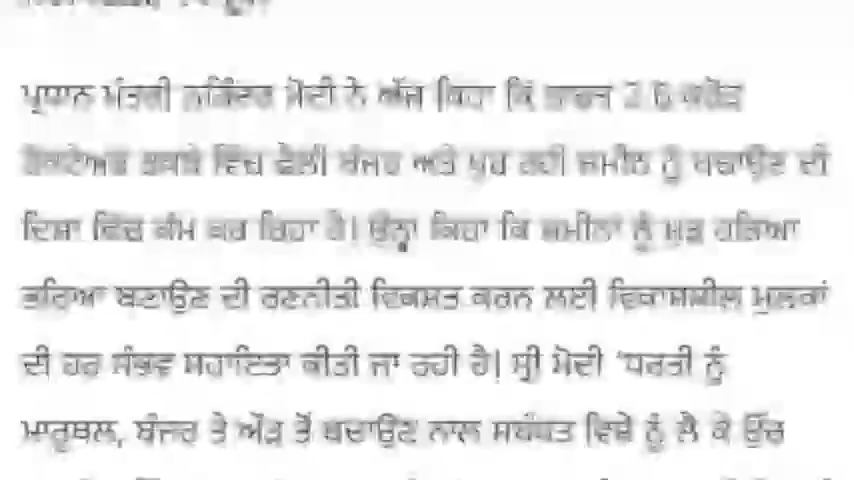 ਪ੍ਰਧਾਨ ਮੰਤਰੀ ਨਰਿੰਦਰ ਮੋਦੀ ਨੇ ਅੱਜ ਕਿਹਾ ਕਿ ਭਾਰਤ 2.6 ਕਰੋੜ
ਹੈਕਟੇਅਰ ਰਕਬੇ ਵਿੱਚ ਫੈਲੀ ਬੰਜਰ ਅਤੇ ਪਈ ਜ਼ਮੀਨ ਨੂੰ ਬਚਾਉਣ ਦੀ
ਦਿਸ਼ਾ ਵਿੱਚ ਕੰਮ ਕਰ ਰਿਹਾ ਹੈ। ਉਨ੍ਹਾਂ ਕਿਹਾ ਕਿ ਜ਼ਮੀਨਾਂ ਨੂੰ ਮੁੜ ਹਰਿਆ
ਭਰਿਆ ਬਣਾਉਣ ਦੀ ਰਣਨੀਤੀ ਵਿਕਸਤ ਕਰਨ ਲਈ ਵਿਕਾਸਸ਼ੀਲ ਮੁਲਕਾਂ
ਦੀ ਹਰ ਸੰਭਵ ਸਹਾਇਤਾ ਕੀਤੀ ਜਾ ਰਹੀ ਹੈ। ਸ੍ਰੀ ਮੋਦੀ ‘ਧਰਤੀ ਨੂੰ
ਮਾਰੂਥਲ, ਬੰਜਰ ਤੇ ਔੜ ਤੋਂ ਬਚਾਉਣ ਨਾਲ ਸਬੰਧਤ ਵਿਸ਼ੇ ਨੂੰ ਲੈ ਕੇ ਉੱਚ